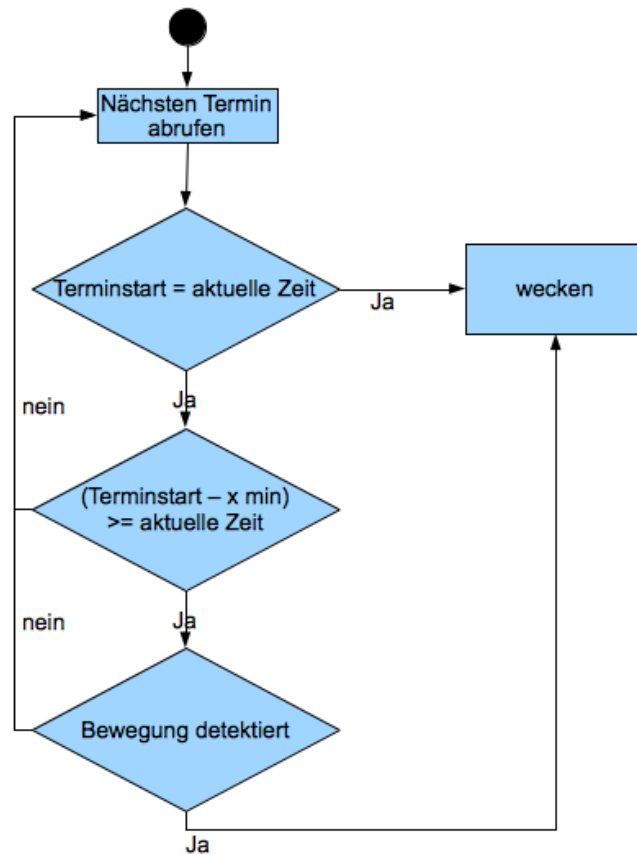 Nächsten Termin
abrufen
Terminstart = aktuelle Zeit
Ja
wecken
Ja
nein
(Terminstart – x min)
>= aktuelle Zeit
Ja
nein
Bewegung detektiert
Ja